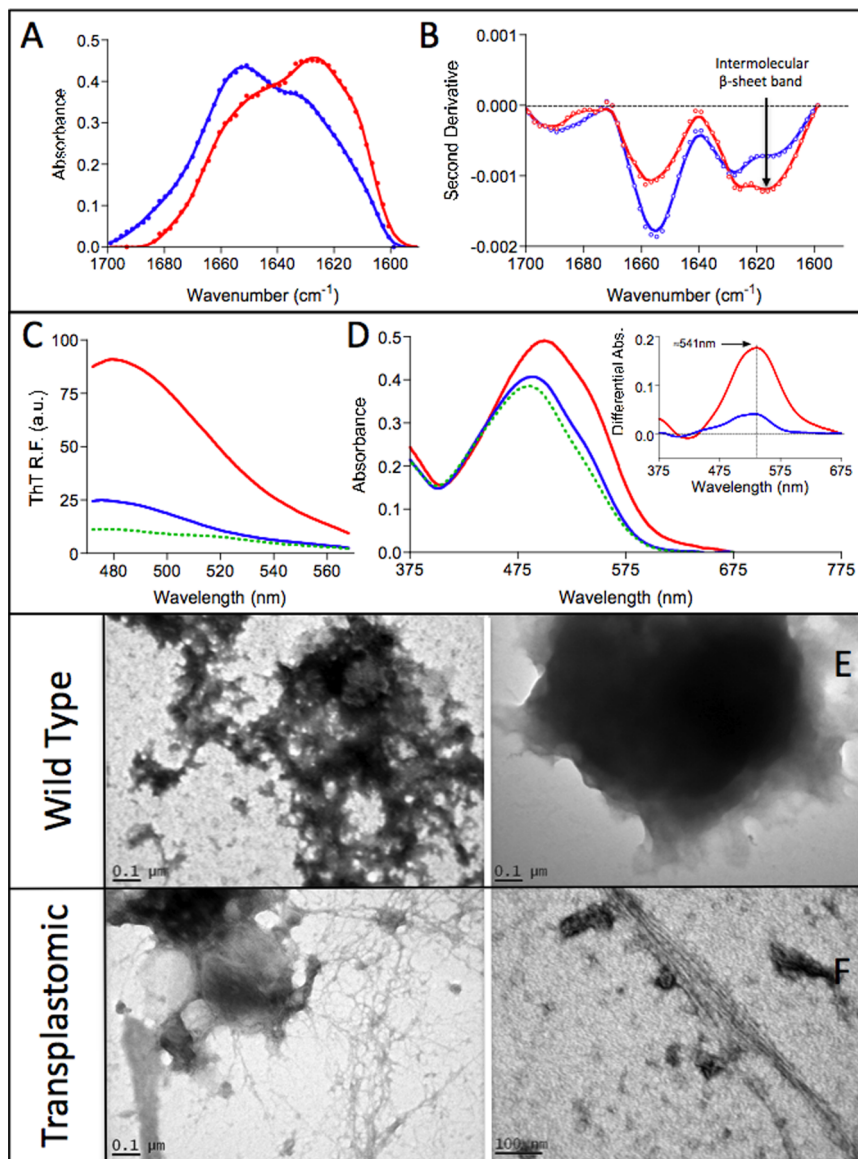 A
Absorbance
0.5
0.4
0.3
0.2
0.1
0.0
1700 1680 1660 1640 1620 1600
Wavenumber (cm-1)
B
Second Derivative
0.001
0.000
-0.001
-0.002
Intermolecular
β-sheet band
1700 1680 1660 1640 1620 1600
Wavenumber (cm-1)
C
ThT R.F. (a.u.)
100
75
50
25
0
480 500 520 540 560
Wavelength (nm)
D
Absorbance
0.5
0.4
0.3
0.2
0.1
0.0
375 475 575 675 775
Wavelength (nm)
Differential Abs.
0.2
0.1
0.0
≈541nm
375 475 575 675
Wavelength (nm)
Wild Type
0.1 μm
E
0.1 μm
Transplastomic
0.1 μm
F
100 nm